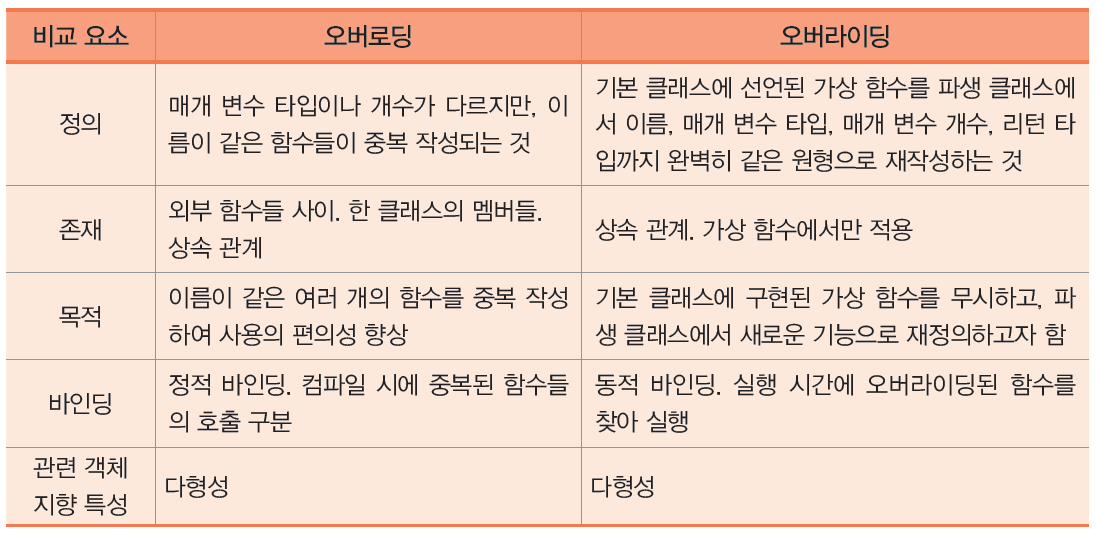 비교 요소
오버로딩
오버라이딩
정의
매개 변수 타입이나 개수가 다르지만, 이
름이 같은 함수들이 중복 작성되는 것
기본 클래스에 선언된 가상 함수를 파생 클래스에
서 이름, 매개 변수 타입, 매개 변수 개수, 리턴 타
입까지 완벽히 같은 원형으로 재작성하는 것
존재
외부 함수들 사이. 한 클래스의 멤버들.
상속 관계
상속 관계. 가상 함수에서만 적용
목적
이름이 같은 여러 개의 함수를 중복 작성
하여 사용의 편의성 향상
기본 클래스에 구현된 가상 함수를 무시하고, 파
생 클래스에서 새로운 기능으로 재정의하고자 함
바인딩
정적 바인딩. 컴파일 시에 중복된 함수들
의 호출 구분
동적 바인딩. 실행 시간에 오버라이딩된 함수를
찾아 실행
관련 객체
지향 특성
다형성
다형성